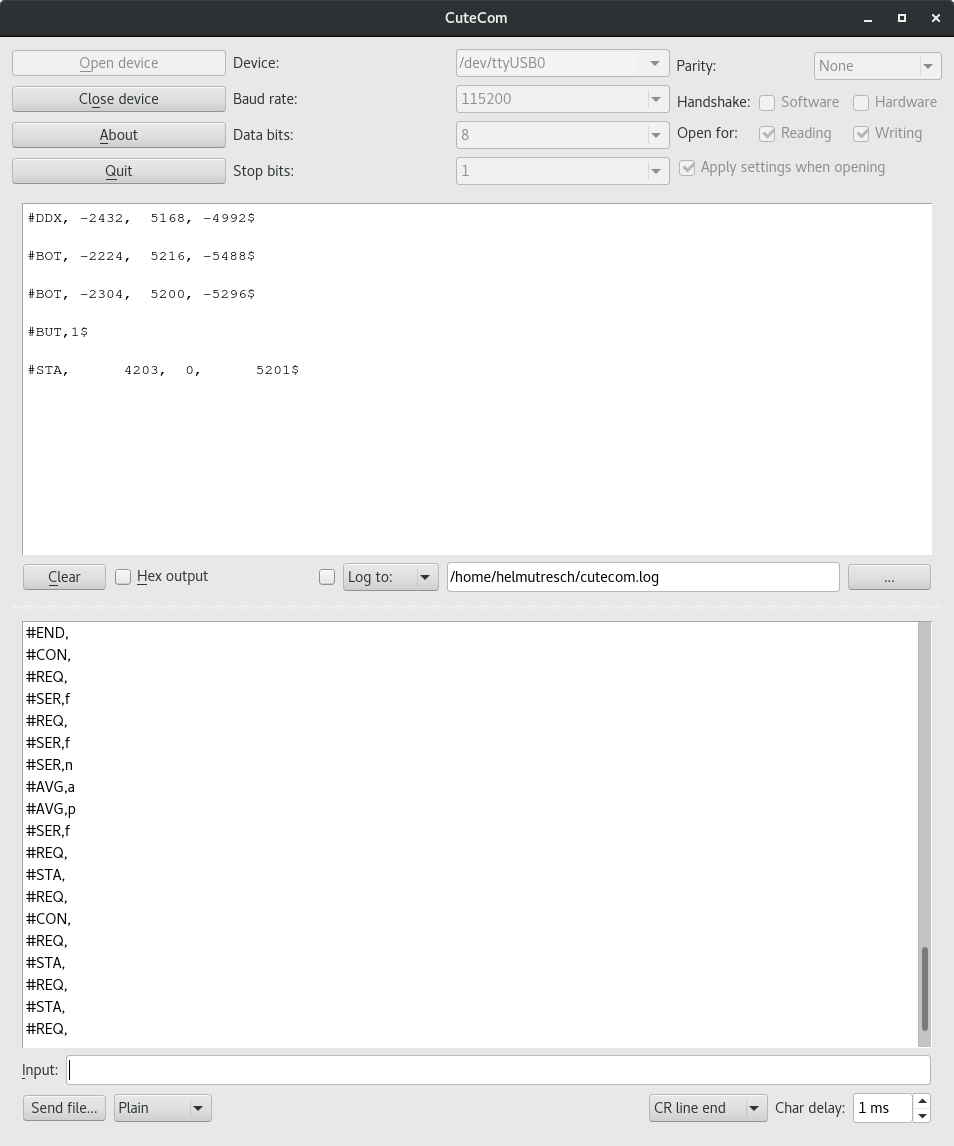 CuteCom
Open device Device: /dev/ttyUSB0 Parity: None
Close device Baud rate: 115200 Handshake: Software Hardware
About Data bits: 8 Open for: Reading Writing
Quit Stop bits: 1 Apply settings when opening
#DDX, -2432,  5168, -4992$
#BOT, -2224,  5216, -5488$
#BOT, -2304,  5200, -5296$
#BUT,1$
#STA,      4203,  0,      5201$
Clear Hex output Log to: /home/helmutresch/cutecom.log ...
#END,
#CON,
#REQ,
#SER,f
#REQ,
#SER,f
#SER,n
#AVG,a
#AVG,p
#SER,f
#REQ,
#STA,
#REQ,
#CON,
#REQ,
#STA,
#REQ,
#STA,
#REQ,
Input:
Send file... Plain CR line end Char delay: 1 ms